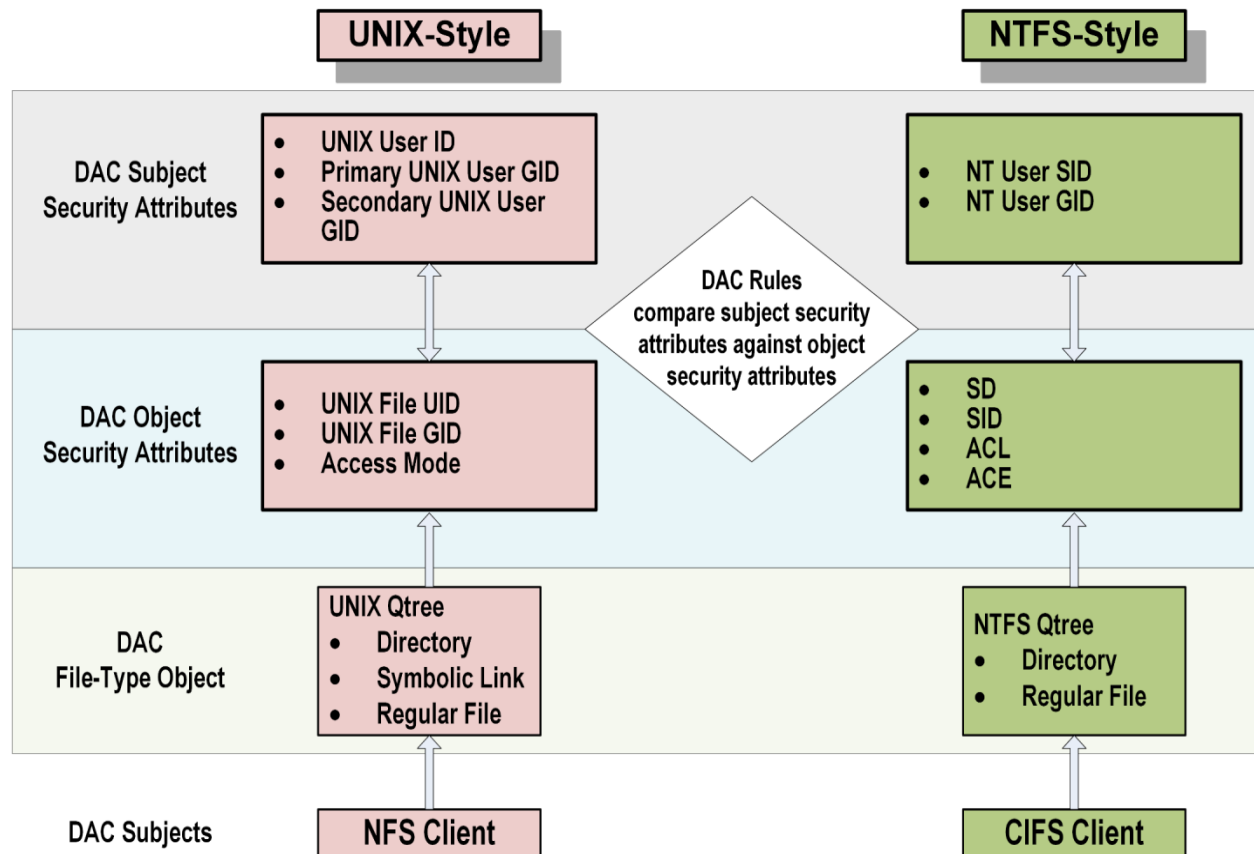 UNIX-Style
NTFS-Style
DAC Subject
Security Attributes
• UNIX User ID
• Primary UNIX User GID
• Secondary UNIX User
GID
• NT User SID
• NT User GID
DAC Rules
compare subject security
attributes against object
security attributes
DAC Object
Security Attributes
• UNIX File UID
• UNIX File GID
• Access Mode
• SD
• SID
• ACL
• ACE
DAC
File-Type Object
UNIX Qtree
• Directory
• Symbolic Link
• Regular File
NTFS Qtree
• Directory
• Regular File
DAC Subjects
NFS Client
CIFS Client